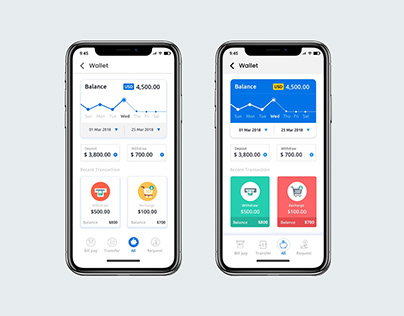 9:45
Wallet
Balance USD 4,500.00
Sun Mon Tue Wed Thu Fri Sat
01 Mar 2018 25 Mar 2018
Deposit Withdraw
$ 3,800.00 $ 700.00
Recent Transaction
Withdraw Recharge
$500.00 $100.00
Balance $800 Balance $700
Bill pay Transfer All Request
9:45
Wallet
Balance USD 4,500.00
Sun Mon Tue Wed Thu Fri Sat
01 Mar 2018 25 Mar 2018
Deposit Withdraw
$ 3,800.00 $ 700.00
Recent Transaction
Withdraw Recharge
$500.00 $100.00
Balance $800 Balance $700
Bill pay Transfer All Request